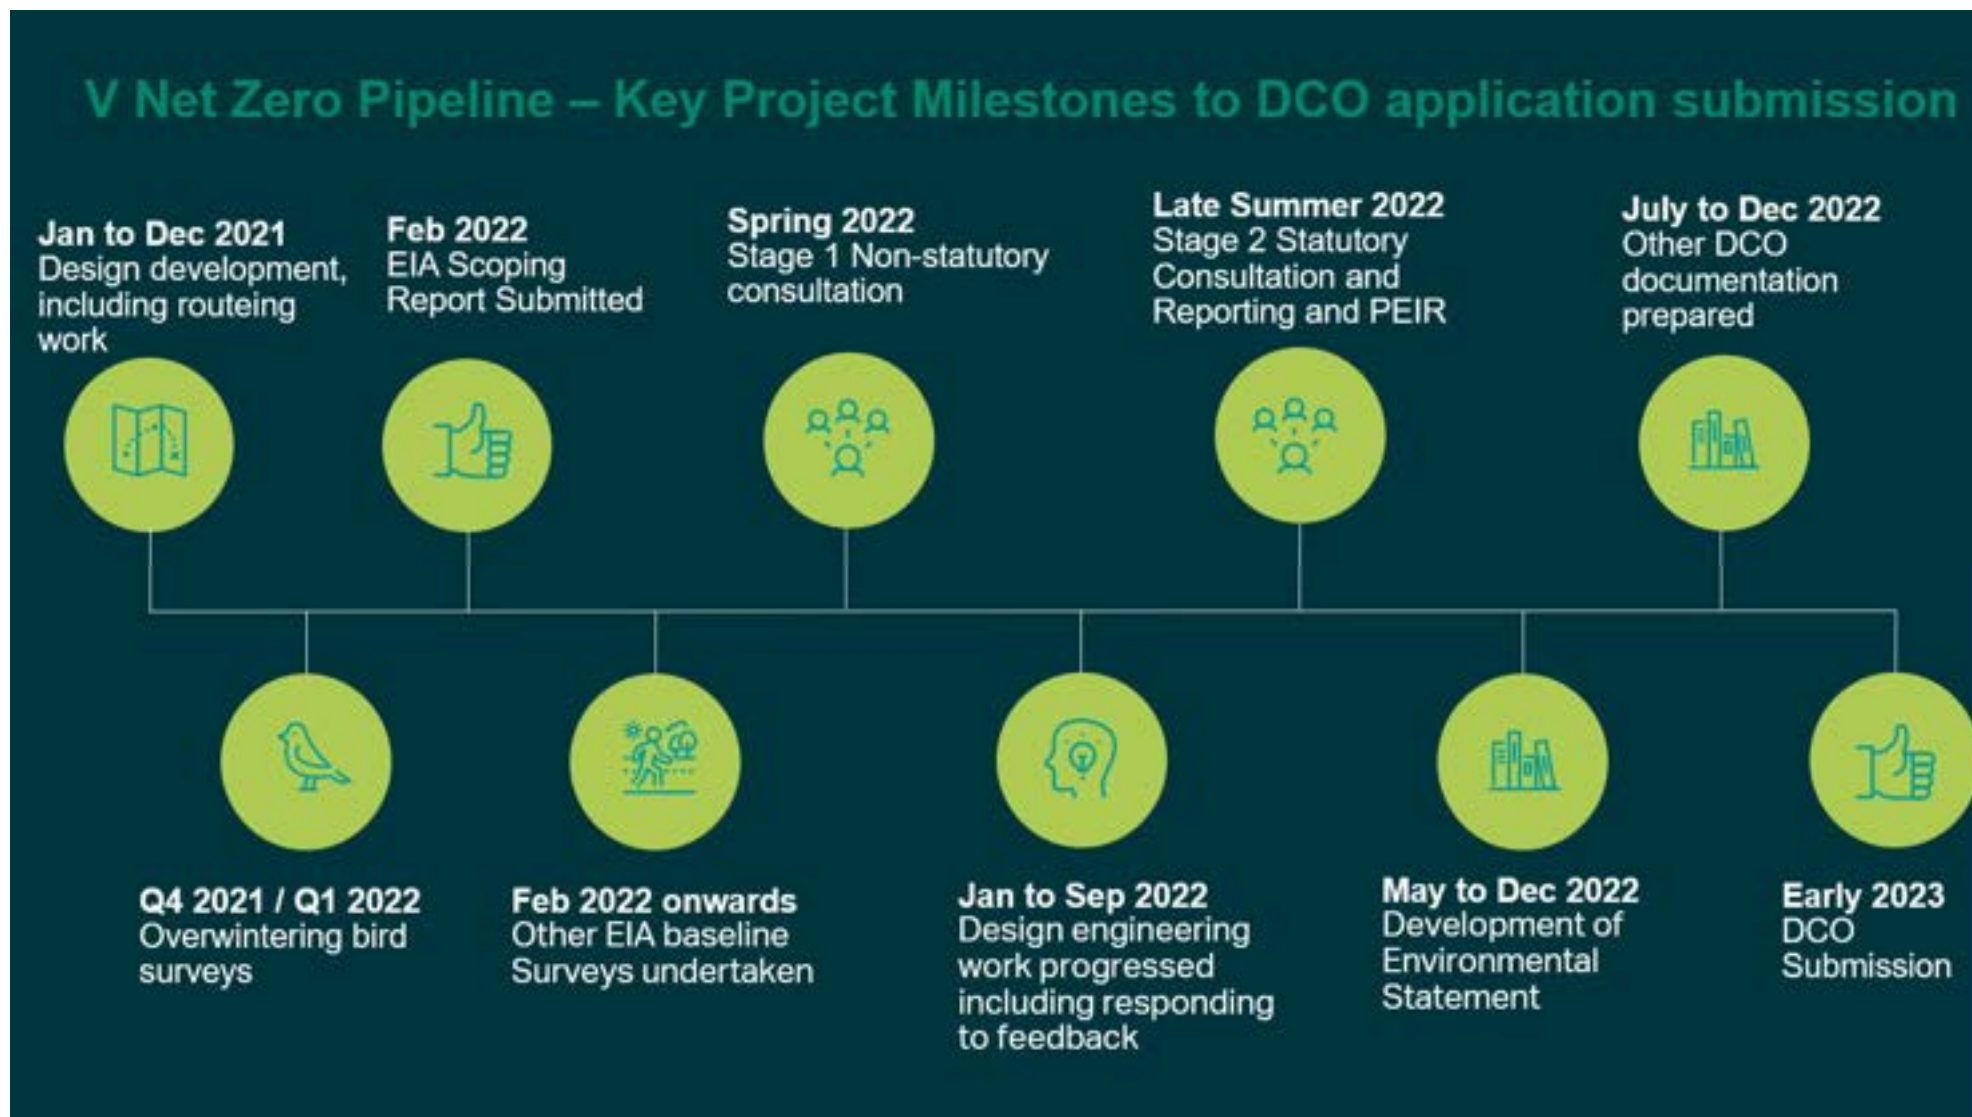 V Net Zero Pipeline – Key Project Milestones to DCO application submission
Jan to Dec 2021
Design development,
including routeing
work
Feb 2022
EIA Scoping
Report Submitted
Spring 2022
Stage 1 Non-statutory
consultation
Late Summer 2022
Stage 2 Statutory
Consultation and
Reporting and PEIR
July to Dec 2022
Other DCO
documentation
prepared
Q4 2021 / Q1 2022
Overwintering bird
surveys
Feb 2022 onwards
Other EIA baseline
Surveys undertaken
Jan to Sep 2022
Design engineering
work progressed
including responding
to feedback
May to Dec 2022
Development of
Environmental
Statement
Early 2023
DCO
Submission